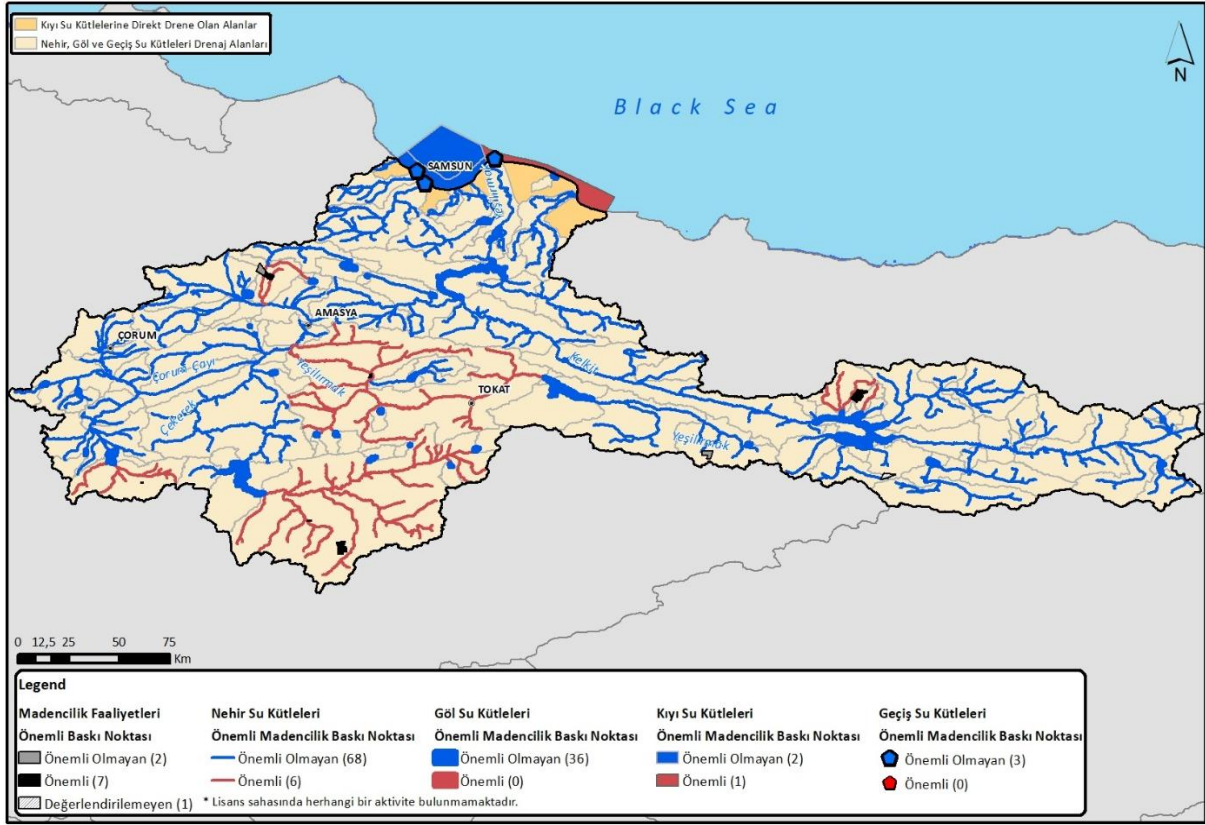 Kıyı Su Kütlelerine Direkt Drene Olan Alanlar
Nehir, Göl ve Geçiş Su Kütleleri Drenaj Alanları
N
Black Sea
SAMSUN
Yeşilırmak
AMASYA
ÇORUM
Çorum Çayı
Yeşilırmak
Kelkit
Çekerek
TOKAT
Yeşilırmak
0 12,5 25 50 75
Km
Legend
Madencilik Faaliyetleri
Önemli Baskı Noktası
Önemli Olmayan (2)
Önemli (7)
Değerlendirilemeyen (1)
Nehir Su Kütleleri
Önemli Madencilik Baskı Noktası
Önemli Olmayan (68)
Önemli (6)
* Lisans sahasında herhangi bir aktivite bulunmamaktadır.
Göl Su Kütleleri
Önemli Madencilik Baskı Noktası
Önemli Olmayan (36)
Önemli (0)
Kıyı Su Kütleleri
Önemli Madencilik Baskı Noktası
Önemli Olmayan (2)
Önemli (1)
Geçiş Su Kütleleri
Önemli Madencilik Baskı Noktası
Önemli Olmayan (3)
Önemli (0)